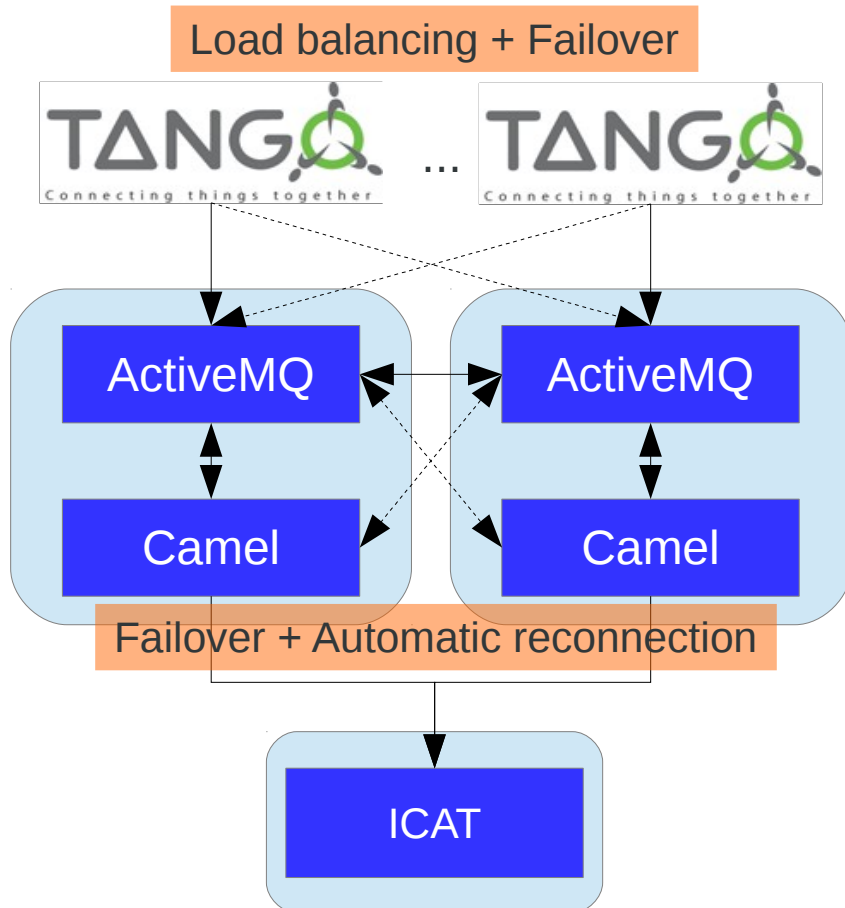 Load balancing + Failover
TANGO
Connecting things together
...
TANGO
Connecting things together
ActiveMQ
ActiveMQ
Camel
Camel
Failover + Automatic reconnection
ICAT